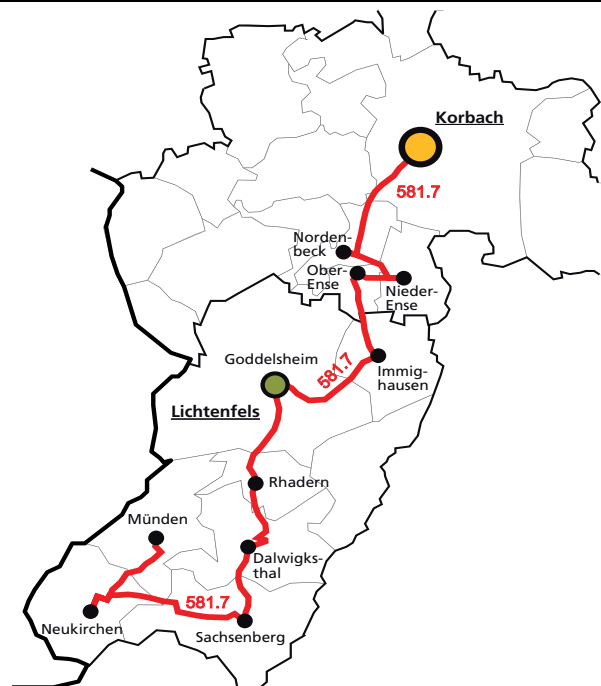 Korbach
581.7
Norden-
beck
Ober-
Ense
Nieder-
Ense
Goddelsheim
581.7
Immig-
hausen
Lichtenfels
Rhadern
Münden
Dalwigks-
thal
581.7
Neukirchen
Sachsenberg